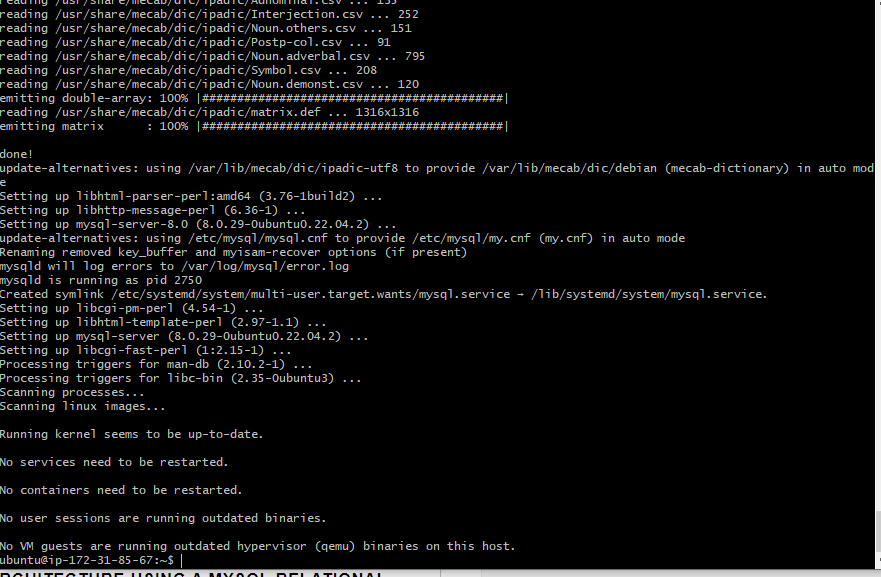 reading /usr/share/mecab/dic/ipadic/Adnominal.csv ... 135
reading /usr/share/mecab/dic/ipadic/Interjection.csv ... 252
reading /usr/share/mecab/dic/ipadic/Noun.others.csv ... 151
reading /usr/share/mecab/dic/ipadic/Postp-col.csv ... 91
reading /usr/share/mecab/dic/ipadic/Noun.adverbal.csv ... 795
reading /usr/share/mecab/dic/ipadic/Symbol.csv ... 208
reading /usr/share/mecab/dic/ipadic/Noun.demonst.csv ... 120
emitting double-array: 100% |###########################################|
reading /usr/share/mecab/dic/ipadic/matrix.def ... 1316x1316
emitting matrix      : 100% |###########################################|
done!
update-alternatives: using /var/lib/mecab/dic/ipadic-utf8 to provide /var/lib/mecab/dic/debian (mecab-dictionary) in auto mod
e
Setting up libhtml-parser-perl:amd64 (3.76-1build2) ...
Setting up libhttp-message-perl (6.36-1) ...
Setting up mysql-server-8.0 (8.0.29-0ubuntu0.22.04.2) ...
update-alternatives: using /etc/mysql/mysql.cnf to provide /etc/mysql/my.cnf (my.cnf) in auto mode
Renaming removed key_buffer and myisam-recover options (if present)
mysqld will log errors to /var/log/mysql/error.log
mysqld is running as pid 2750
Created symlink /etc/systemd/system/multi-user.target.wants/mysql.service → /lib/systemd/system/mysql.service.
Setting up libcgi-pm-perl (4.54-1) ...
Setting up libhtml-template-perl (2.97-1.1) ...
Setting up mysql-server (8.0.29-0ubuntu0.22.04.2) ...
Setting up libcgi-fast-perl (1:2.15-1) ...
Processing triggers for man-db (2.10.2-1) ...
Processing triggers for libc-bin (2.35-0ubuntu3) ...
Scanning processes...
Scanning linux images...
Running kernel seems to be up-to-date.
No services need to be restarted.
No containers need to be restarted.
No user sessions are running outdated binaries.
No VM guests are running outdated hypervisor (qemu) binaries on this host.
ubuntu@ip-172-31-85-67:~$
RCHITECTURE USING A MYSQL RELATIONAL